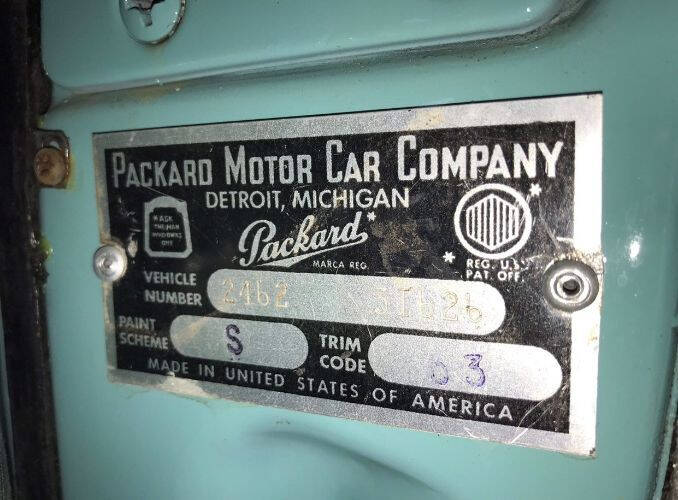 PACKARD MOTOR CAR COMPANY
DETROIT, MICHIGAN
ASK
THE MAN
WHO OWNS
ONE
Packard*
MARCA REG.
*
* REG. U.S.
PAT. OFF.
VEHICLE
NUMBER
2462
PAINT
SCHEME
S
TRIM
CODE
3
MADE IN UNITED STATES OF AMERICA